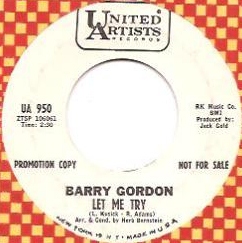 UNITED
ARTISTS
RECORDS
UA 950
ZTSP 106061
Time: 2:50
RK Music Co.
BMI
Produced by
Jack Gold
PROMOTION COPY
NOT FOR SALE
BARRY GORDON
LET ME TRY
(L. Kusick - R. Adams)
Arr. & Cond. by Herb Bernstein
NEW YORK 19 N.Y. MADE IN U.S.A.